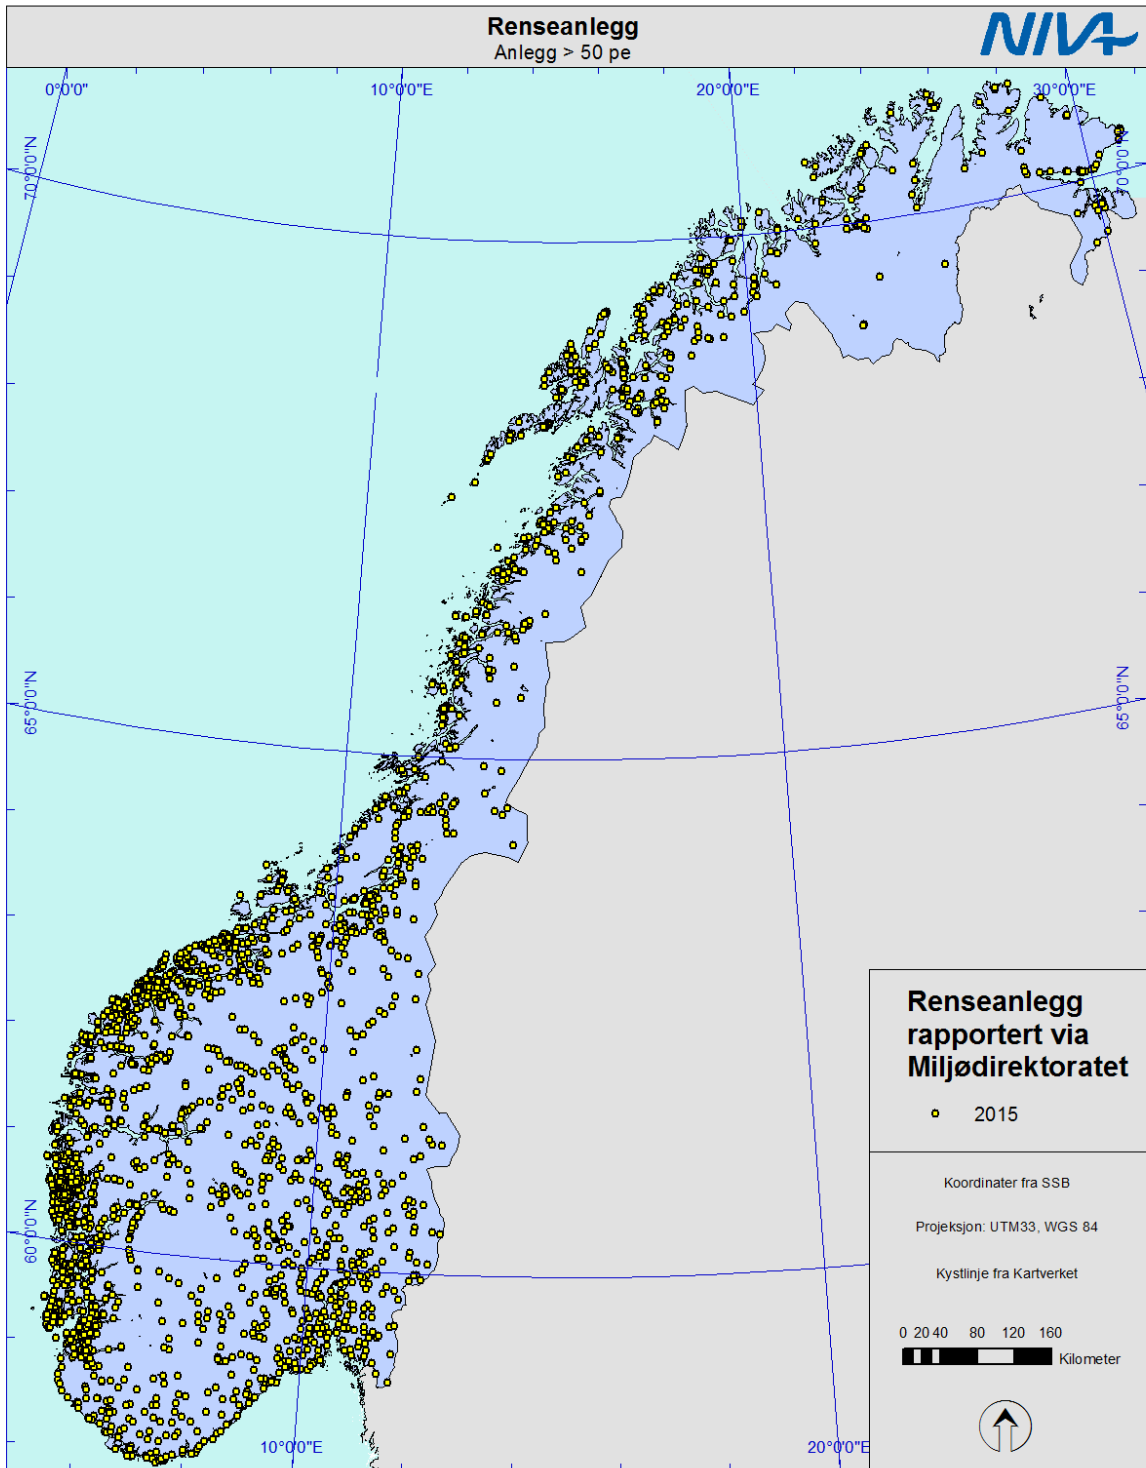 Renseanlegg
Anlegg > 50 pe
NIVA
0°0'0"
10°0'0"E
20°0'0"E
30°0'0"E
70°0'0"N
70°0'0"N
65°0'0"N
65°0'0"N
60°0'0"N
10°0'0"E
20°0'0"E
Renseanlegg
rapportert via
Miljødirektoratet
2015
Koordinater fra SSB
Projeksjon: UTM33, WGS 84
Kystlinje fra Kartverket
0 20 40 80 120 160
Kilometer